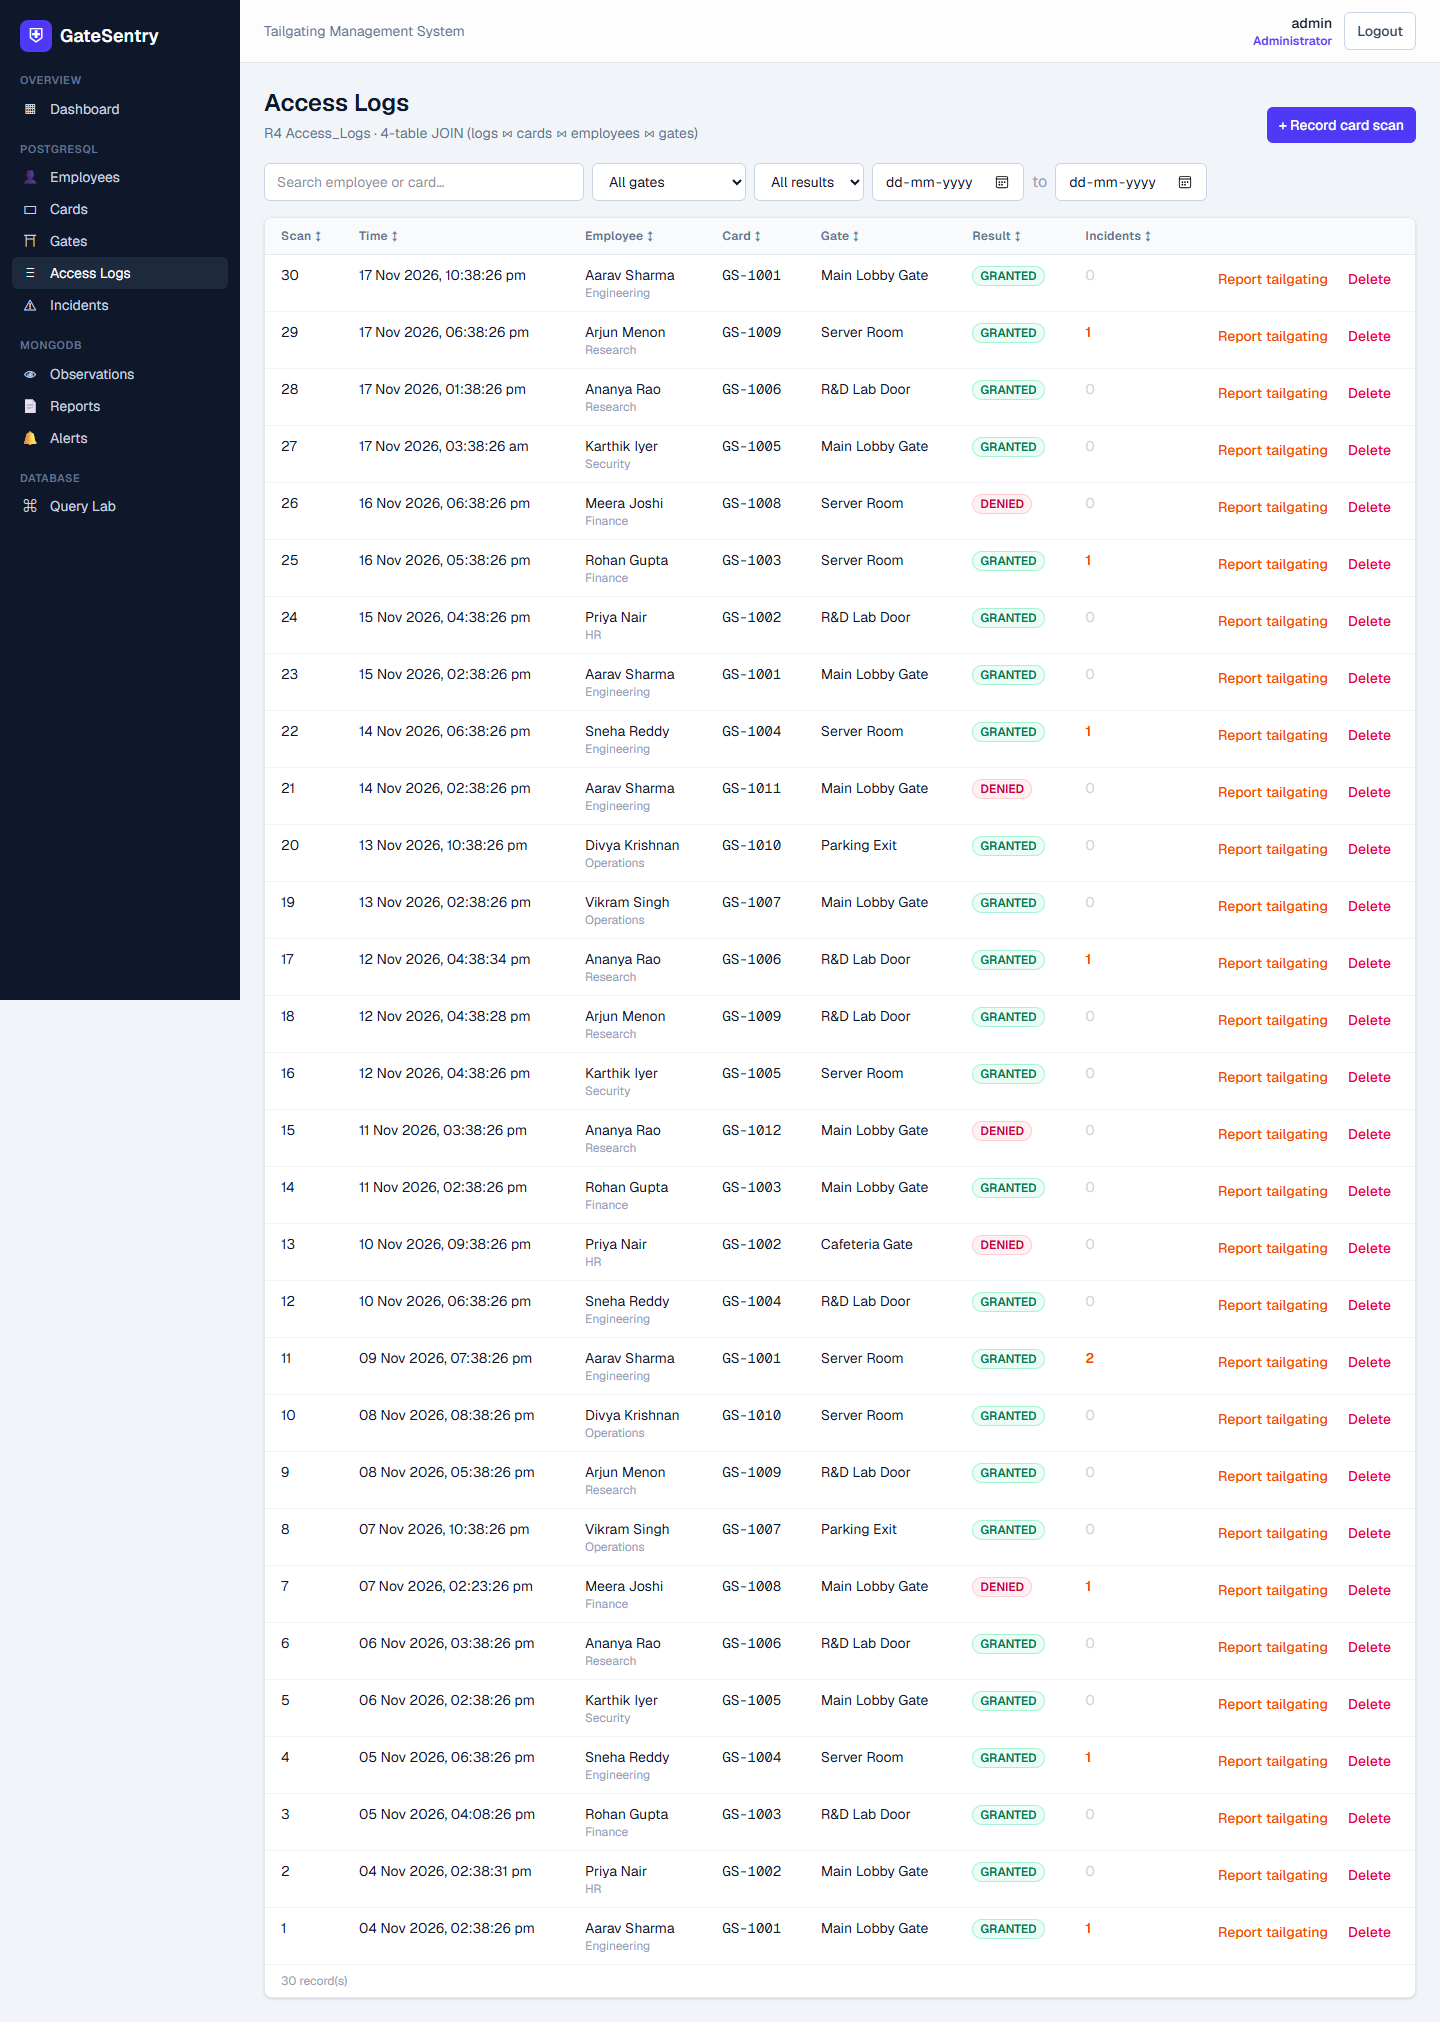 GateSentry
OVERVIEW
Dashboard
POSTGRESQL
Employees
Cards
Gates
Access Logs
Incidents
MONGODB
Observations
Reports
Alerts
DATABASE
Query Lab
Tailgating Management System
admin
Administrator
Logout
Access Logs
R4 Access_Logs · 4-table JOIN (logs ⋈ cards ⋈ employees ⋈ gates)
+ Record card scan
Search employee or card... All gates All results dd-mm-yyyy to dd-mm-yyyy
Scan ↕ Time ↕ Employee ↕ Card ↕ Gate ↕ Result ↕ Incidents ↕
30 17 Nov 2026, 10:38:26 pm Aarav Sharma GS-1001 Main Lobby Gate GRANTED 0 Report tailgating Delete
Engineering
29 17 Nov 2026, 06:38:26 pm Arjun Menon GS-1009 Server Room GRANTED 1 Report tailgating Delete
Research
28 17 Nov 2026, 01:38:26 pm Ananya Rao GS-1006 R&D Lab Door GRANTED 0 Report tailgating Delete
Research
27 17 Nov 2026, 03:38:26 am Karthik Iyer GS-1005 Main Lobby Gate GRANTED 0 Report tailgating Delete
Security
26 16 Nov 2026, 06:38:26 pm Meera Joshi GS-1008 Server Room DENIED 0 Report tailgating Delete
Finance
25 16 Nov 2026, 05:38:26 pm Rohan Gupta GS-1003 Server Room GRANTED 1 Report tailgating Delete
Finance
24 15 Nov 2026, 04:38:26 pm Priya Nair GS-1002 R&D Lab Door GRANTED 0 Report tailgating Delete
HR
23 15 Nov 2026, 02:38:26 pm Aarav Sharma GS-1001 Main Lobby Gate GRANTED 0 Report tailgating Delete
Engineering
22 14 Nov 2026, 06:38:26 pm Sneha Reddy GS-1004 Server Room GRANTED 1 Report tailgating Delete
Engineering
21 14 Nov 2026, 02:38:26 pm Aarav Sharma GS-1011 Main Lobby Gate DENIED 0 Report tailgating Delete
Engineering
20 13 Nov 2026, 10:38:26 pm Divya Krishnan GS-1010 Parking Exit GRANTED 0 Report tailgating Delete
Operations
19 13 Nov 2026, 02:38:26 pm Vikram Singh GS-1007 Main Lobby Gate GRANTED 0 Report tailgating Delete
Operations
17 12 Nov 2026, 04:38:34 pm Ananya Rao GS-1006 R&D Lab Door GRANTED 1 Report tailgating Delete
Research
18 12 Nov 2026, 04:38:28 pm Arjun Menon GS-1009 R&D Lab Door GRANTED 0 Report tailgating Delete
Research
16 12 Nov 2026, 04:38:26 pm Karthik Iyer GS-1005 Server Room GRANTED 0 Report tailgating Delete
Security
15 11 Nov 2026, 03:38:26 pm Ananya Rao GS-1012 Main Lobby Gate DENIED 0 Report tailgating Delete
Research
14 11 Nov 2026, 02:38:26 pm Rohan Gupta GS-1003 Main Lobby Gate GRANTED 0 Report tailgating Delete
Finance
13 10 Nov 2026, 09:38:26 pm Priya Nair GS-1002 Cafeteria Gate DENIED 0 Report tailgating Delete
HR
12 10 Nov 2026, 06:38:26 pm Sneha Reddy GS-1004 R&D Lab Door GRANTED 0 Report tailgating Delete
Engineering
11 09 Nov 2026, 07:38:26 pm Aarav Sharma GS-1001 Server Room GRANTED 2 Report tailgating Delete
Engineering
10 08 Nov 2026, 08:38:26 pm Divya Krishnan GS-1010 Server Room GRANTED 0 Report tailgating Delete
Operations
9 08 Nov 2026, 05:38:26 pm Arjun Menon GS-1009 R&D Lab Door GRANTED 0 Report tailgating Delete
Research
8 07 Nov 2026, 10:38:26 pm Vikram Singh GS-1007 Parking Exit GRANTED 0 Report tailgating Delete
Operations
7 07 Nov 2026, 02:23:26 pm Meera Joshi GS-1008 Main Lobby Gate DENIED 1 Report tailgating Delete
Finance
6 06 Nov 2026, 03:38:26 pm Ananya Rao GS-1006 R&D Lab Door GRANTED 0 Report tailgating Delete
Research
5 06 Nov 2026, 02:38:26 pm Karthik Iyer GS-1005 Main Lobby Gate GRANTED 0 Report tailgating Delete
Security
4 05 Nov 2026, 06:38:26 pm Sneha Reddy GS-1004 Server Room GRANTED 1 Report tailgating Delete
Engineering
3 05 Nov 2026, 04:08:26 pm Rohan Gupta GS-1003 R&D Lab Door GRANTED 0 Report tailgating Delete
Finance
2 04 Nov 2026, 02:38:31 pm Priya Nair GS-1002 Main Lobby Gate GRANTED 0 Report tailgating Delete
HR
1 04 Nov 2026, 02:38:26 pm Aarav Sharma GS-1001 Main Lobby Gate GRANTED 1 Report tailgating Delete
Engineering
30 record(s)